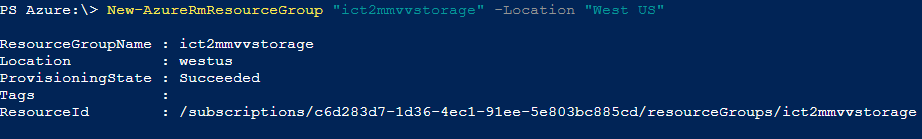 PS Azure:\> New-AzureRmResourceGroup "ict2mmvvstorage" -Location "West US"
ResourceGroupName : ict2mmvvstorage
Location          : westus
ProvisioningState : Succeeded
Tags              :
ResourceId        : /subscriptions/c6d283d7-1d36-4ec1-91ee-5e803bc885cd/resourceGroups/ict2mmvvstorage